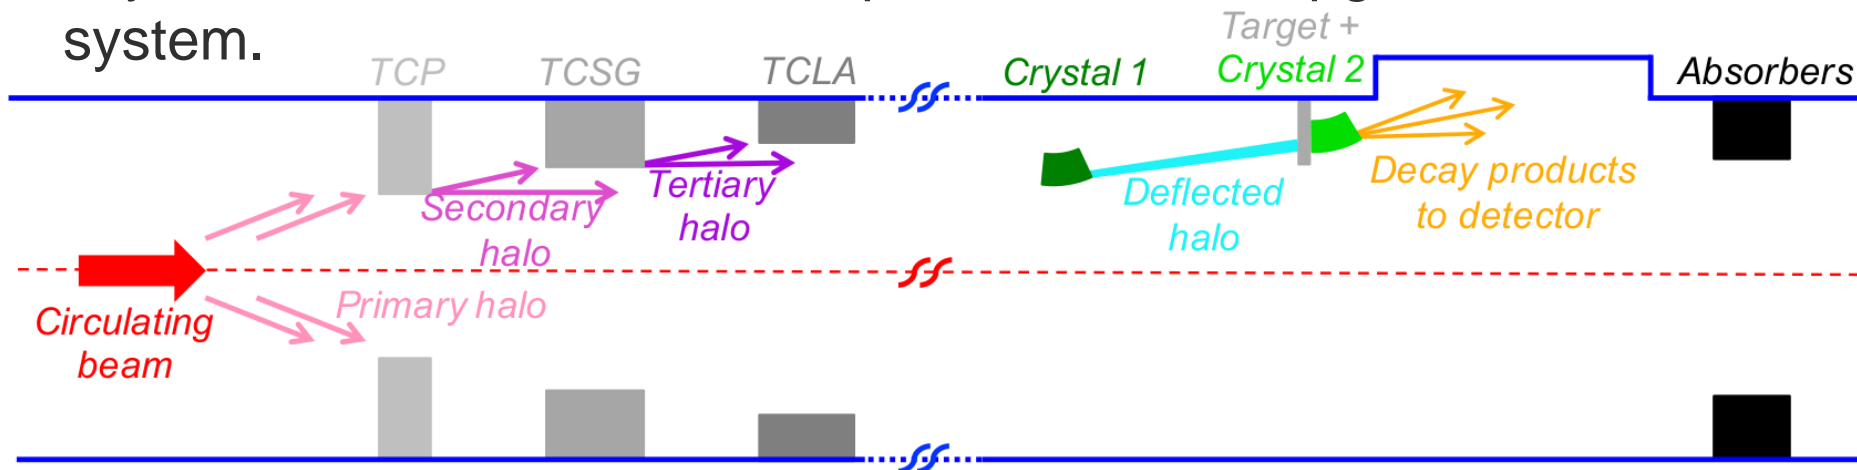 system.
Target +
TCP
TCSG
TCLA
Crystal 1
Crystal 2
Absorbers
Secondary
halo
Tertiary
halo
Deflected
halo
Decay products
to detector
Primary halo
Circulating
beam